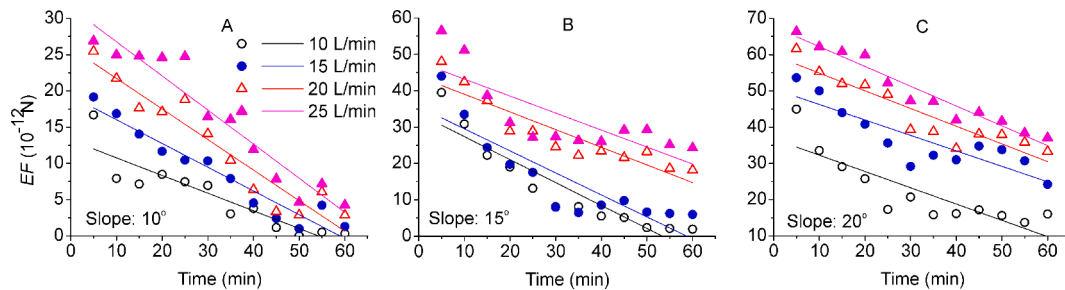 A
B
C
10 L/min
15 L/min
20 L/min
25 L/min
EF (10⁻¹²N)
30
25
20
15
10
5
0
Slope: 10°
0 10 20 30 40 50 60
Time (min)
60
50
40
30
20
10
0
Slope: 15°
0 10 20 30 40 50 60
Time (min)
70
60
50
40
30
20
10
0
Slope: 20°
0 10 20 30 40 50 60
Time (min)